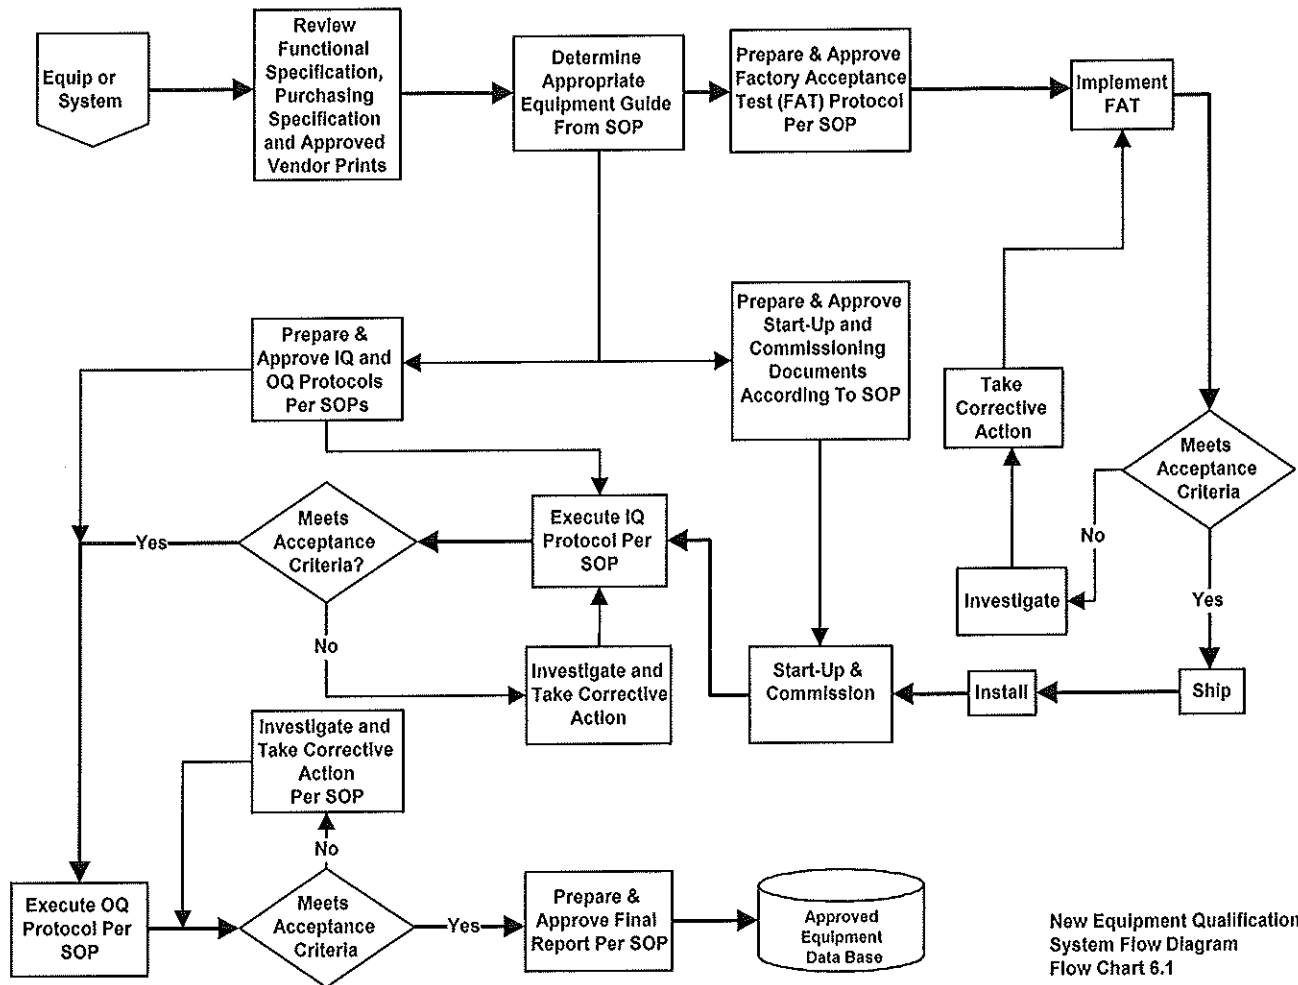 Equip or
System
Review
Functional
Specification,
Purchasing
Specification
and Approved
Vendor Prints
Determine
Appropriate
Equipment Guide
From SOP
Prepare & Approve
Factory Acceptance
Test (FAT) Protocol
Per SOP
Implement
FAT
Prepare &
Approve IQ and
OQ Protocols
Per SOPs
Prepare & Approve
Start-Up and
Commissioning
Documents
According To SOP
Take
Corrective
Action
Meets
Acceptance
Criteria
No
Yes
Investigate
Meets
Acceptance
Criteria?
Yes
No
Execute IQ
Protocol Per
SOP
Investigate and
Take Corrective
Action
Start-Up &
Commission
Install
Ship
Investigate and
Take Corrective
Action
Per SOP
No
Execute OQ
Protocol Per
SOP
Meets
Acceptance
Criteria
Yes
Prepare &
Approve Final
Report Per SOP
Approved
Equipment
Data Base
New Equipment Qualification
System Flow Diagram
Flow Chart 6.1